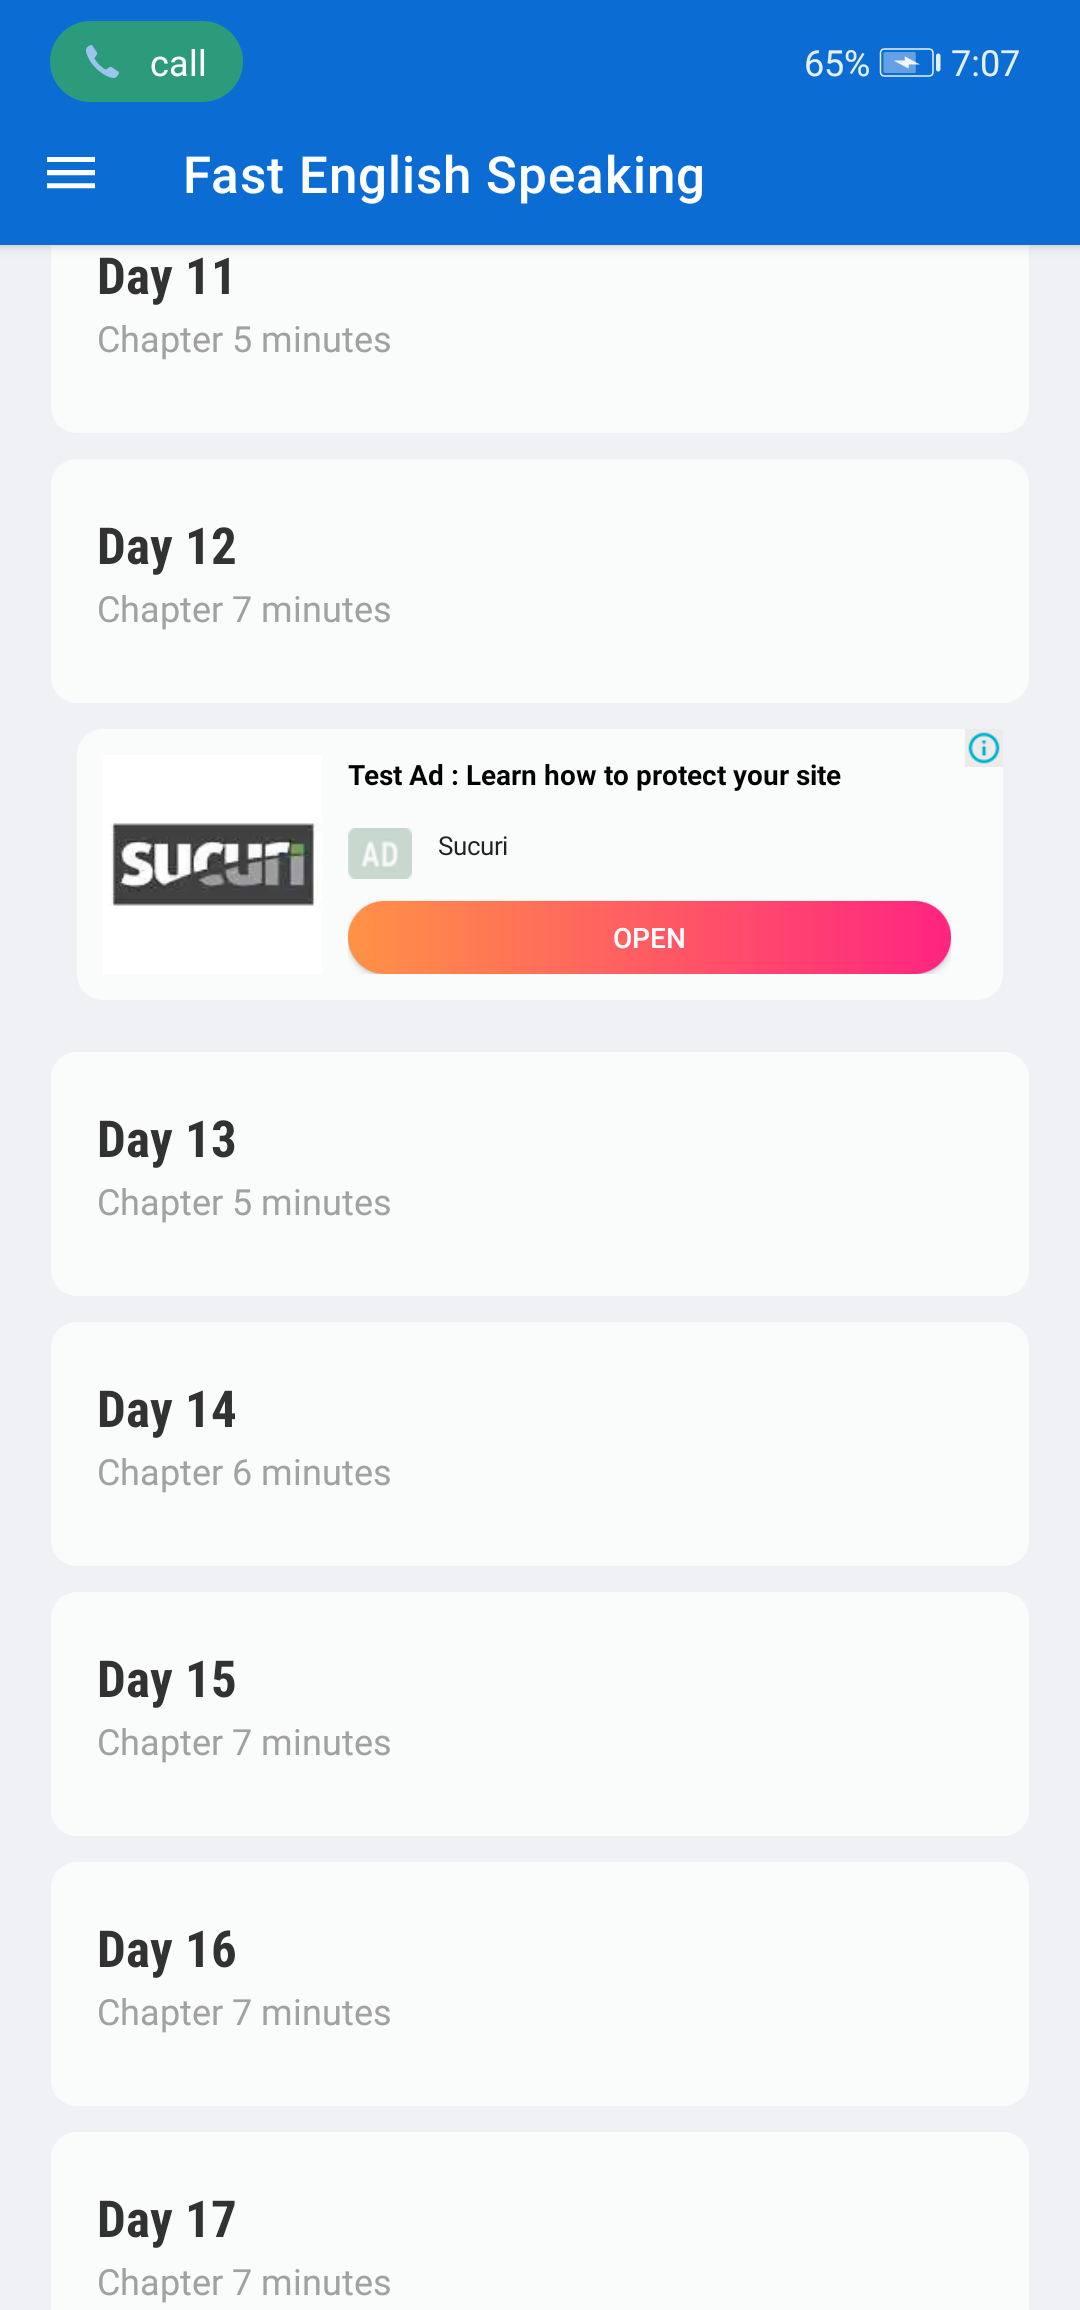 call
65% 7:07
Fast English Speaking
Day 11
Chapter 5 minutes
Day 12
Chapter 7 minutes
Test Ad : Learn how to protect your site
sucuri
AD Sucuri
OPEN
Day 13
Chapter 5 minutes
Day 14
Chapter 6 minutes
Day 15
Chapter 7 minutes
Day 16
Chapter 7 minutes
Day 17
Chapter 7 minutes